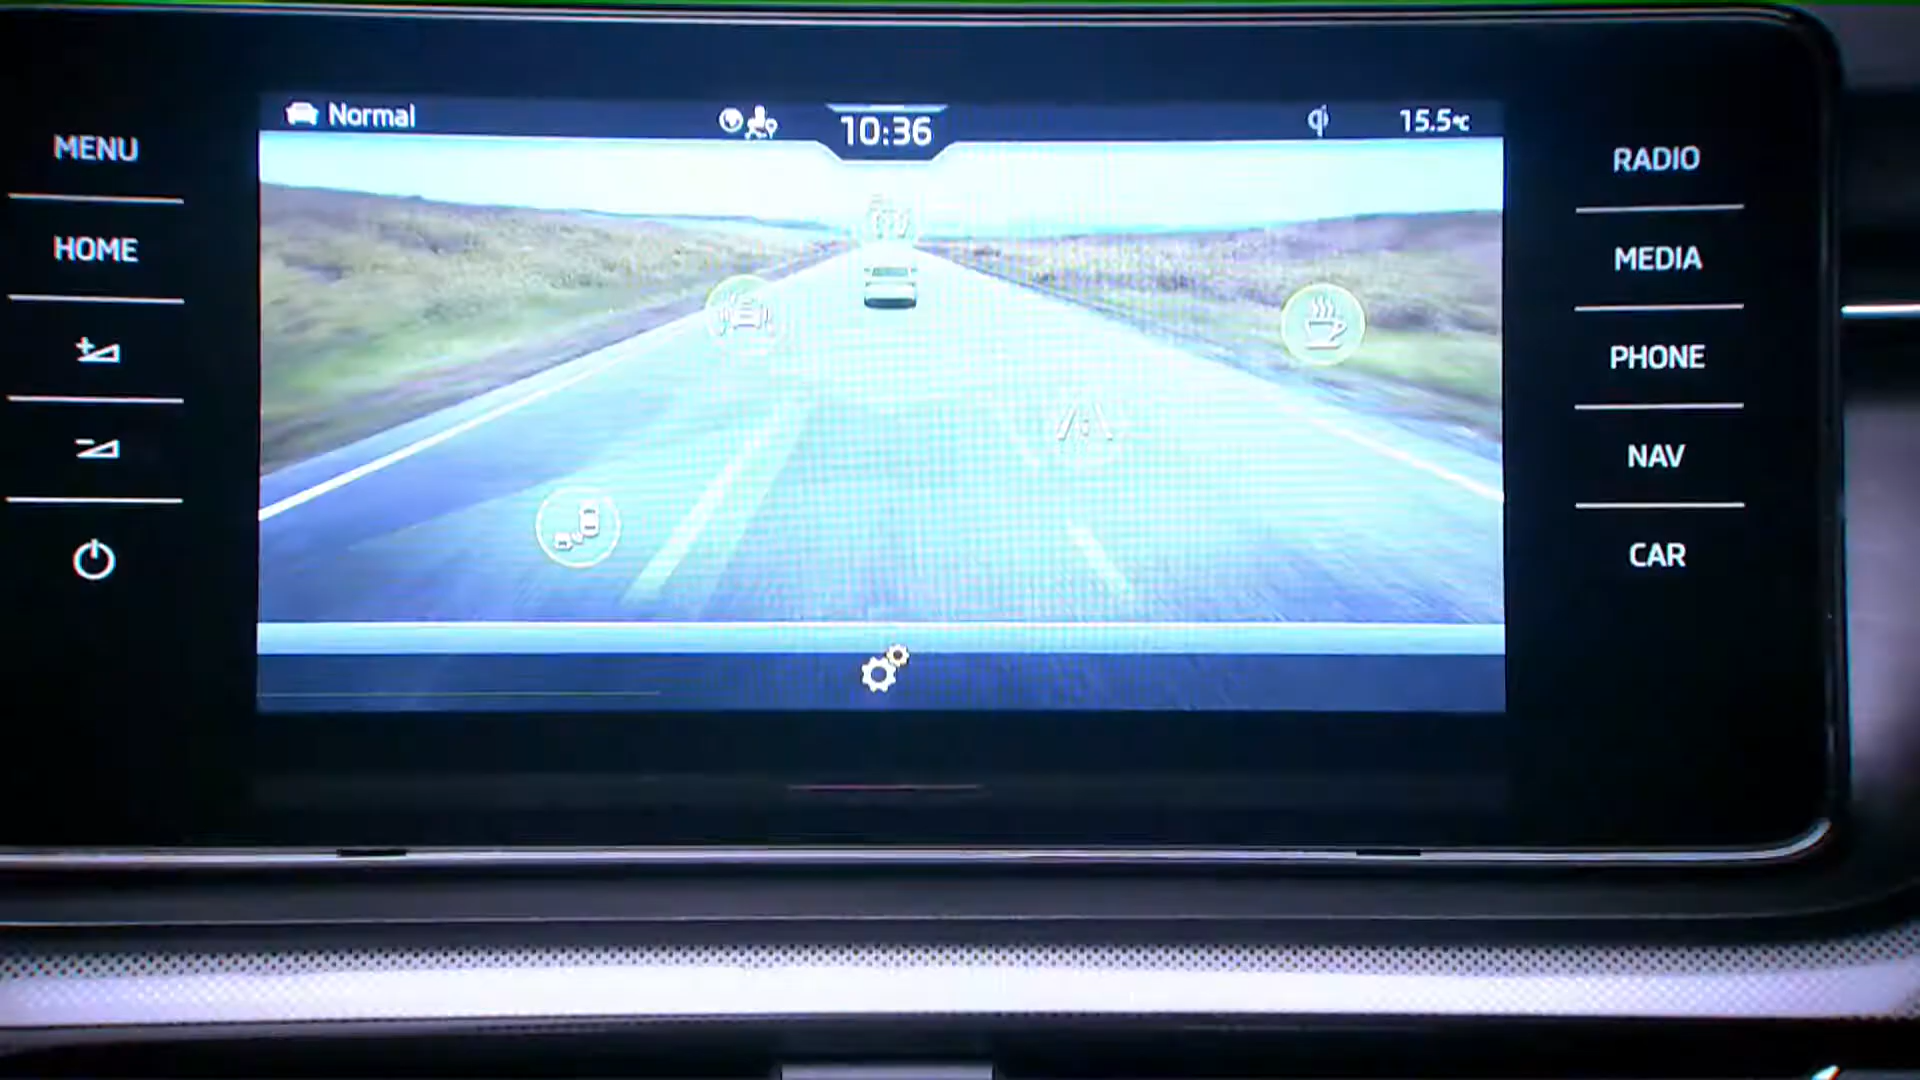 Normal
10:36
15.5°C
MENU
HOME
RADIO
MEDIA
PHONE
NAV
CAR